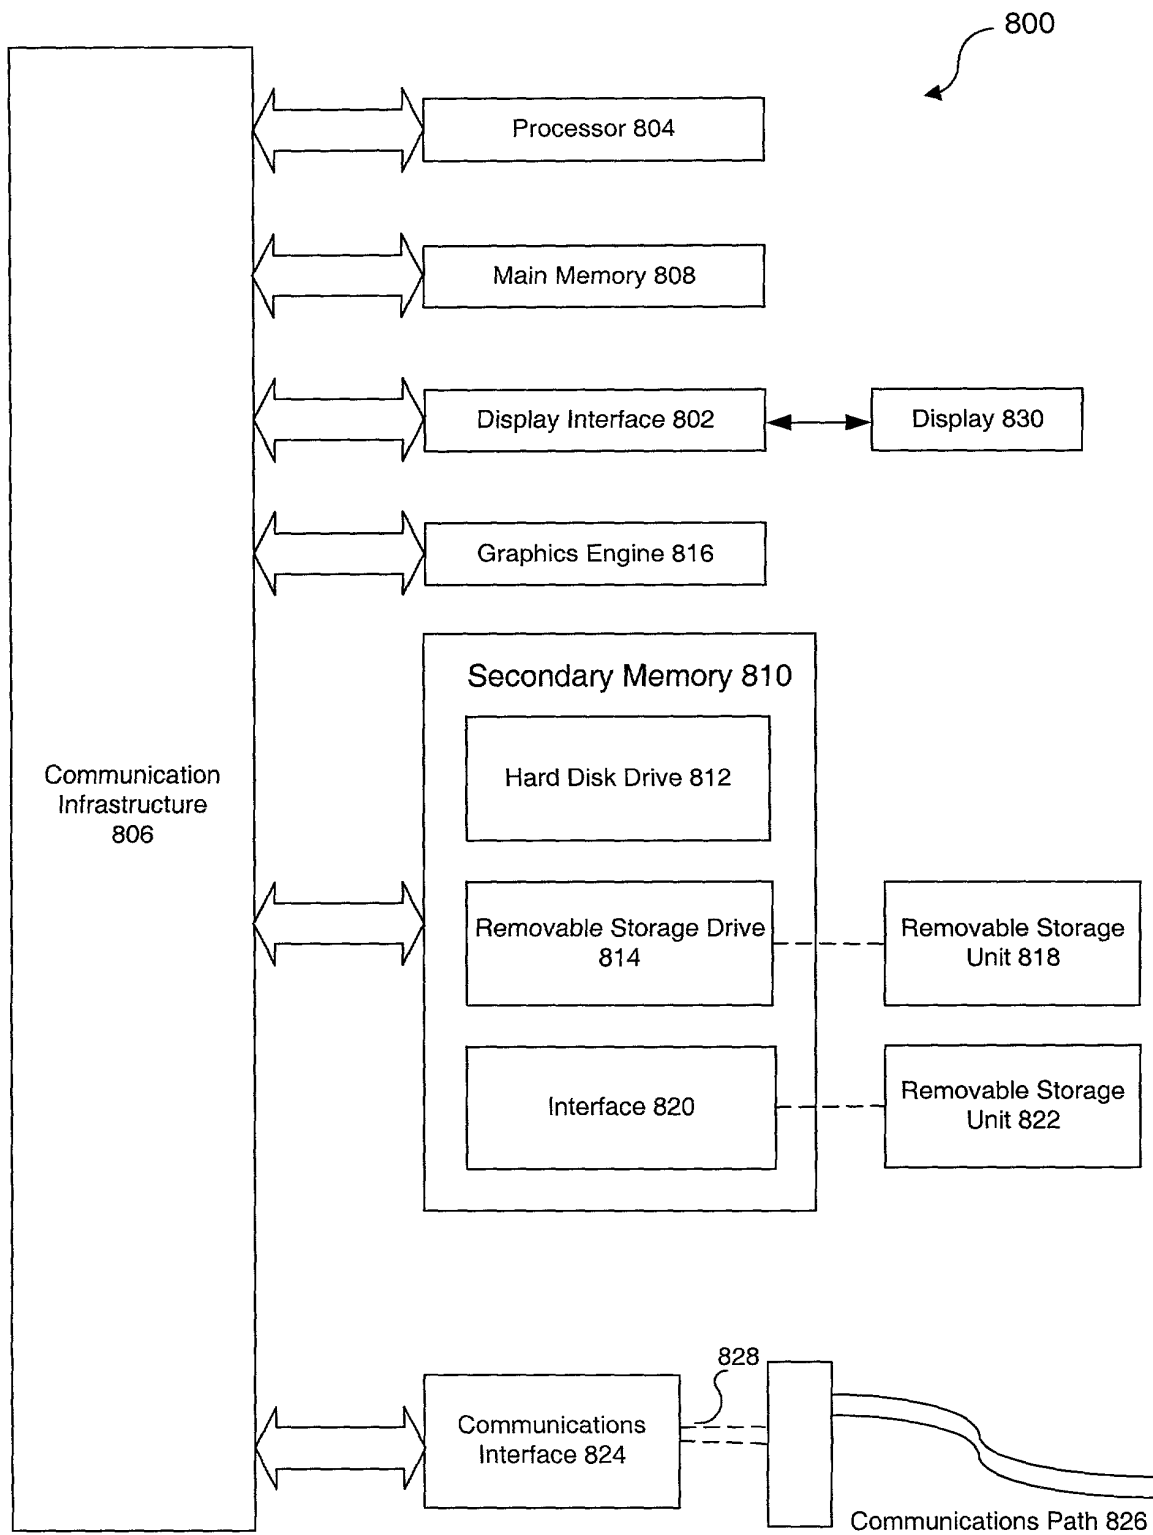 800
Processor 804
Main Memory 808
Display Interface 802
Display 830
Graphics Engine 816
Secondary Memory 810
Hard Disk Drive 812
Communication
Infrastructure
806
Removable Storage Drive
814
Removable Storage
Unit 818
Interface 820
Removable Storage
Unit 822
828
Communications
Interface 824
Communications Path 826